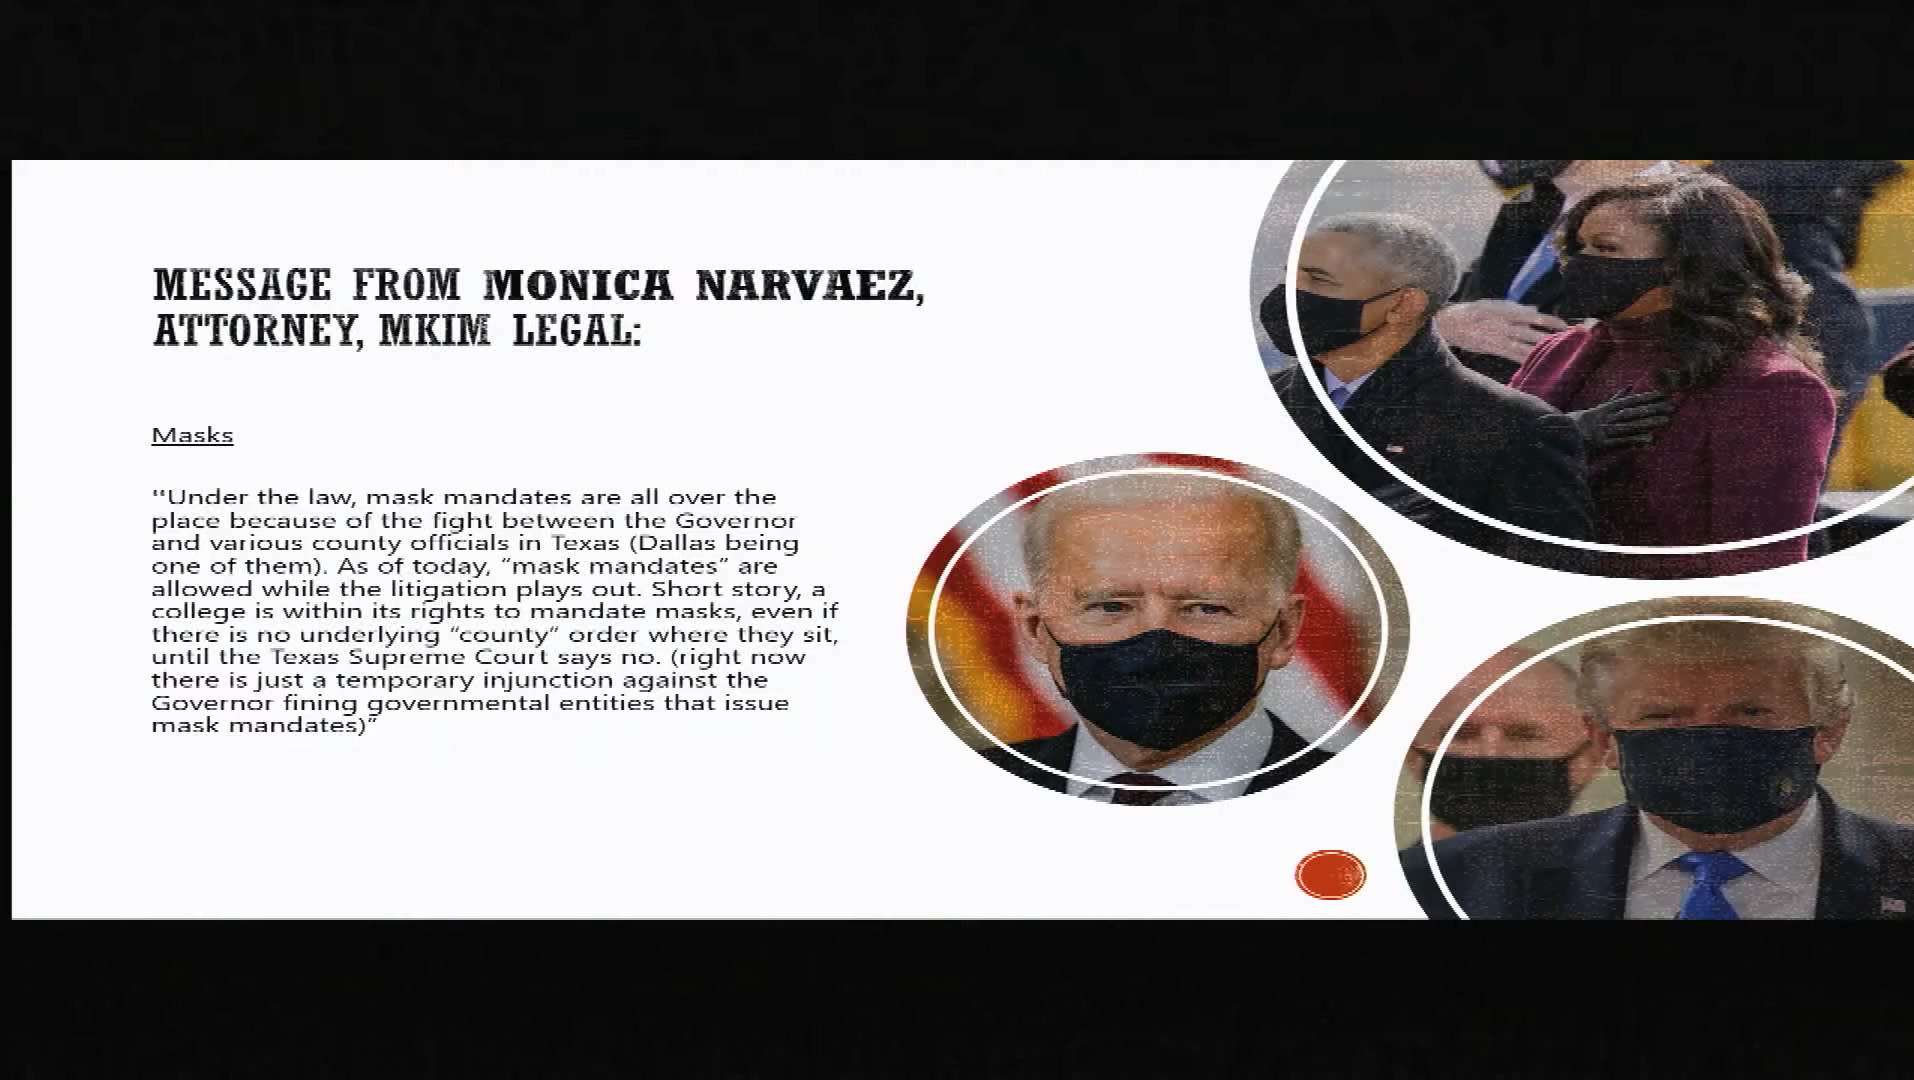 MESSAGE FROM MONICA NARVAEZ,
ATTORNEY, MKIM LEGAL:
Masks
"Under the law, mask mandates are all over the
place because of the fight between the Governor
and various county officials in Texas (Dallas being
one of them). As of today, “mask mandates” are
allowed while the litigation plays out. Short story, a
college is within its rights to mandate masks, even if
there is no underlying “county” order where they sit,
until the Texas Supreme Court says no. (right now
there is just a temporary injunction against the
Governor fining governmental entities that issue
mask mandates)”